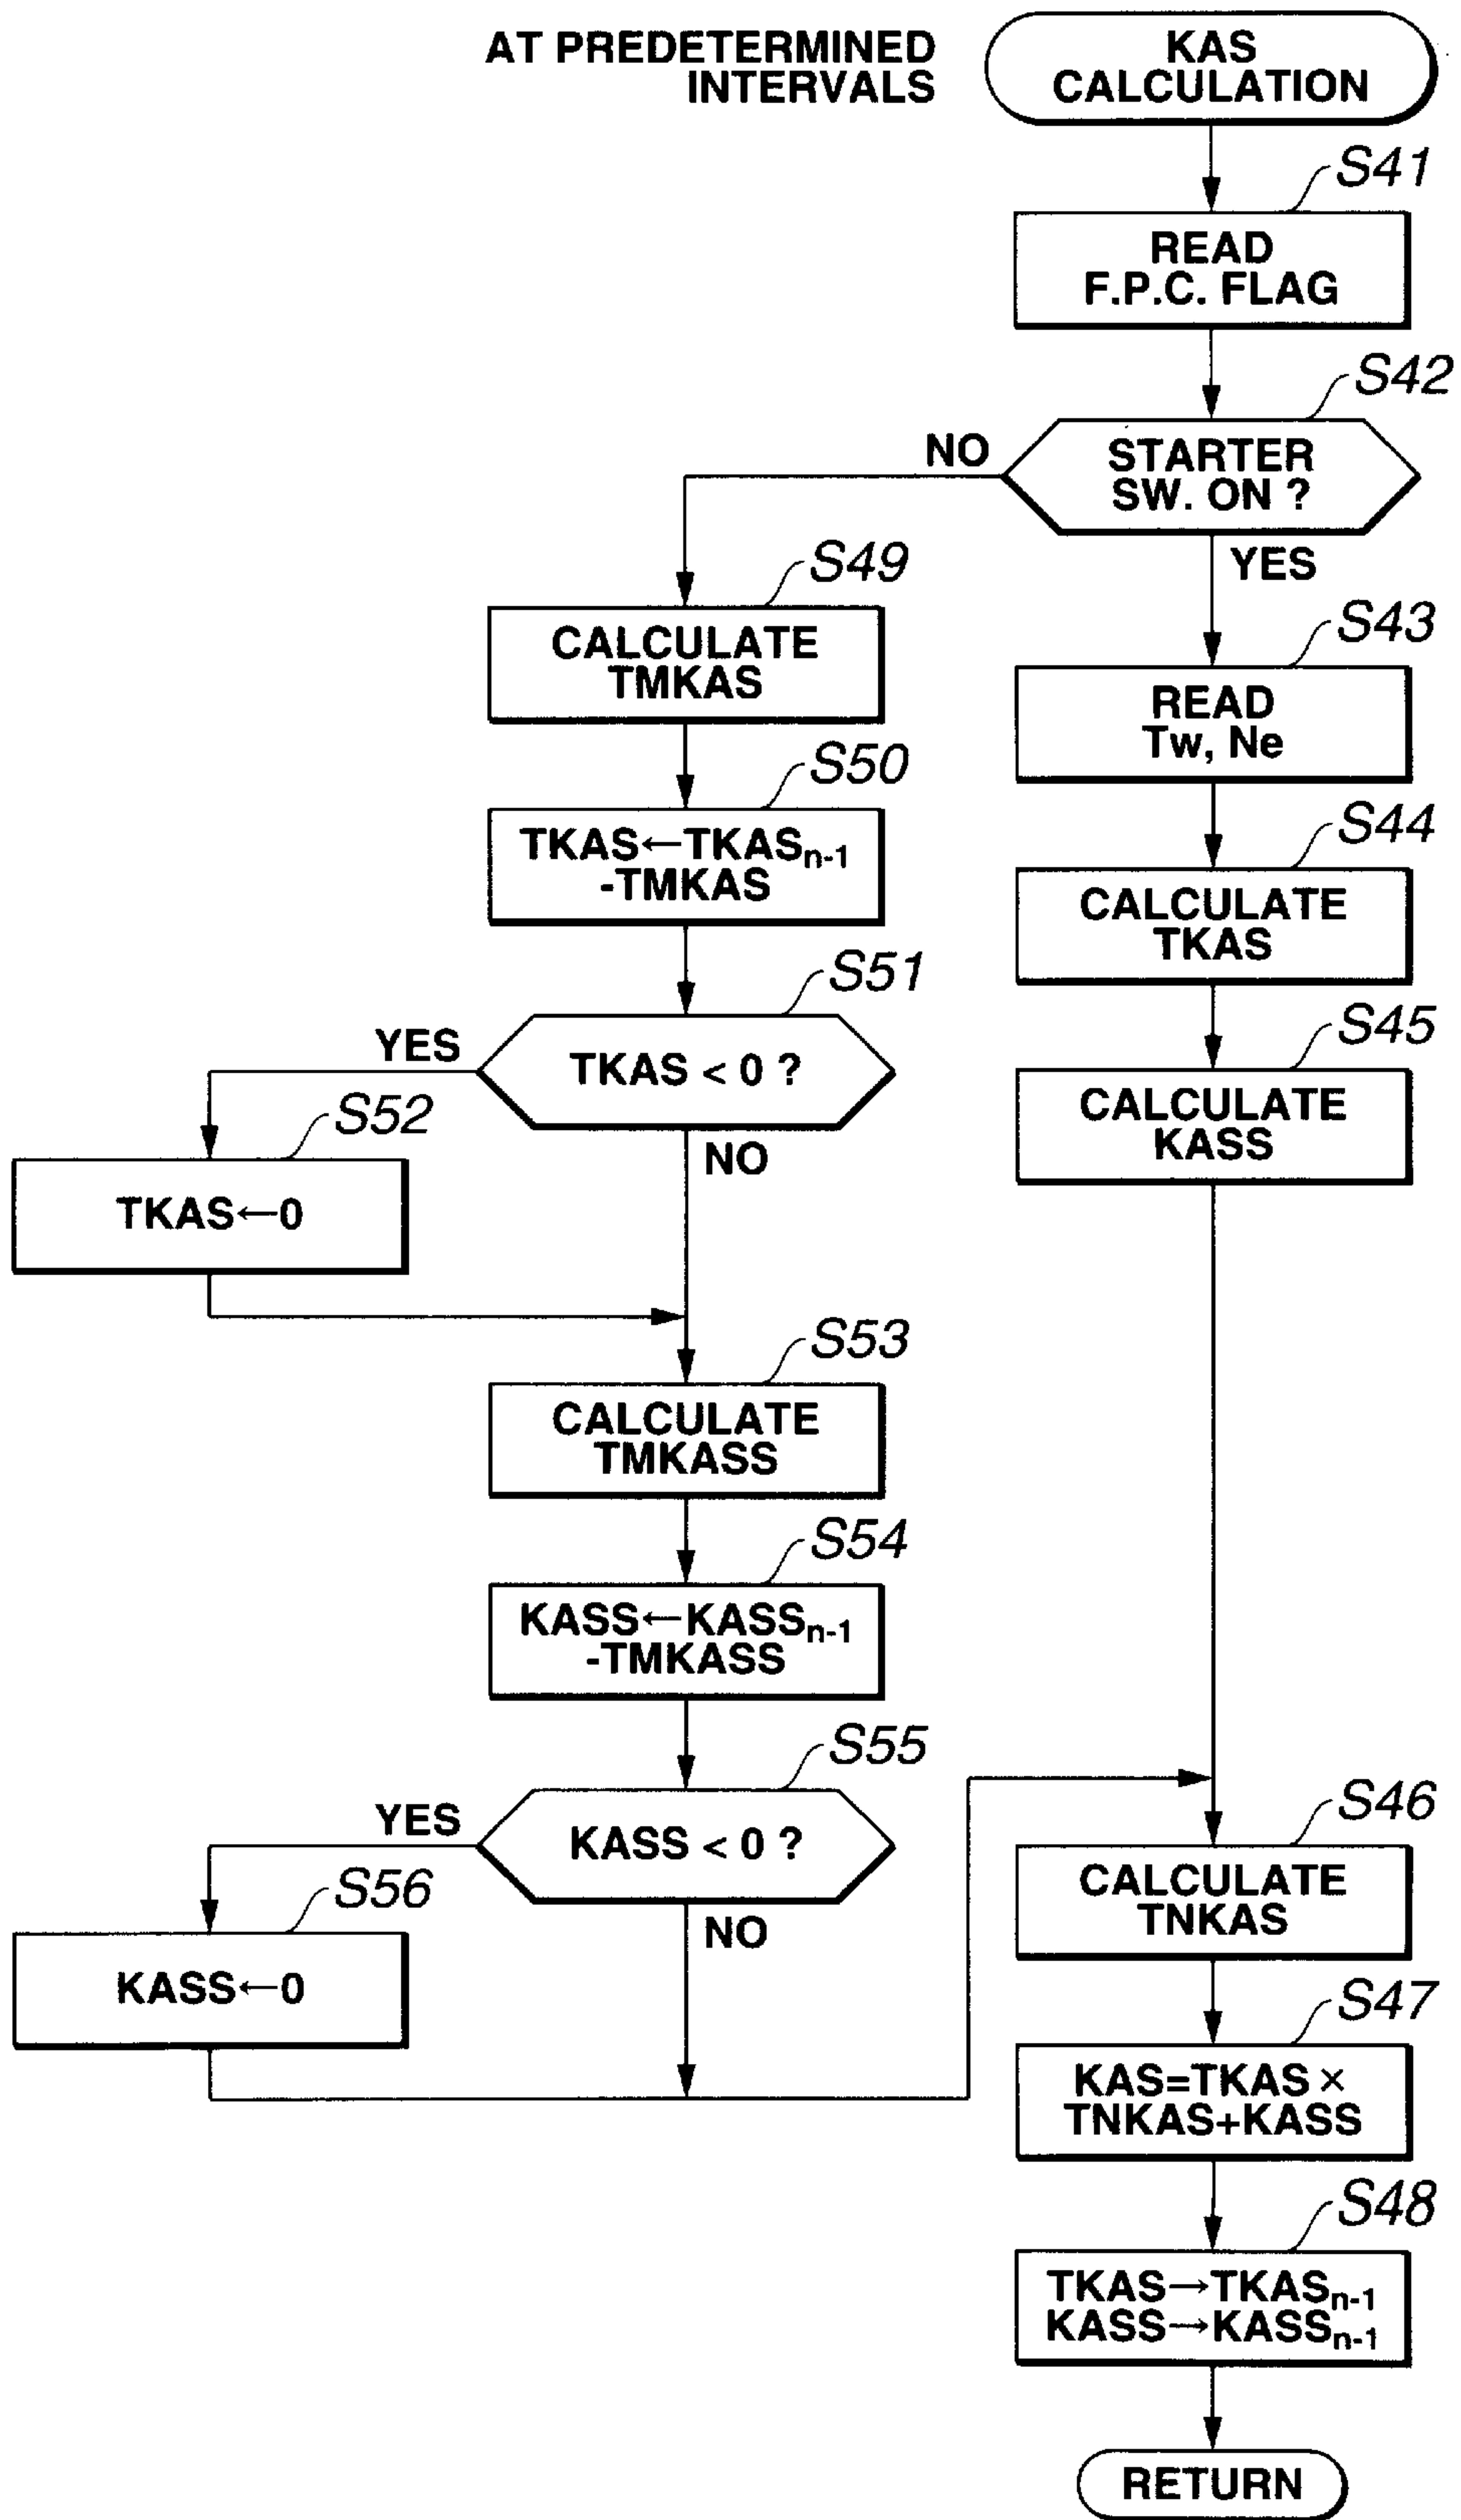 AT PREDETERMINED
INTERVALS
KAS
CALCULATION
S41
READ
F.P.C. FLAG
S42
STARTER
SW. ON ?
NO
YES
S43
READ
Tw, Ne
S44
CALCULATE
TKAS
S45
CALCULATE
KASS
S49
CALCULATE
TMKAS
S50
TKAS←TKASn-1
-TMKAS
S51
TKAS < 0 ?
YES
NO
S52
TKAS←0
S53
CALCULATE
TMKASS
S54
KASS←KASSn-1
-TMKASS
S55
KASS < 0 ?
YES
NO
S56
KASS←0
S46
CALCULATE
TNKAS
S47
KAS=TKAS ×
TNKAS+KASS
S48
TKAS→TKASn-1
KASS→KASSn-1
RETURN